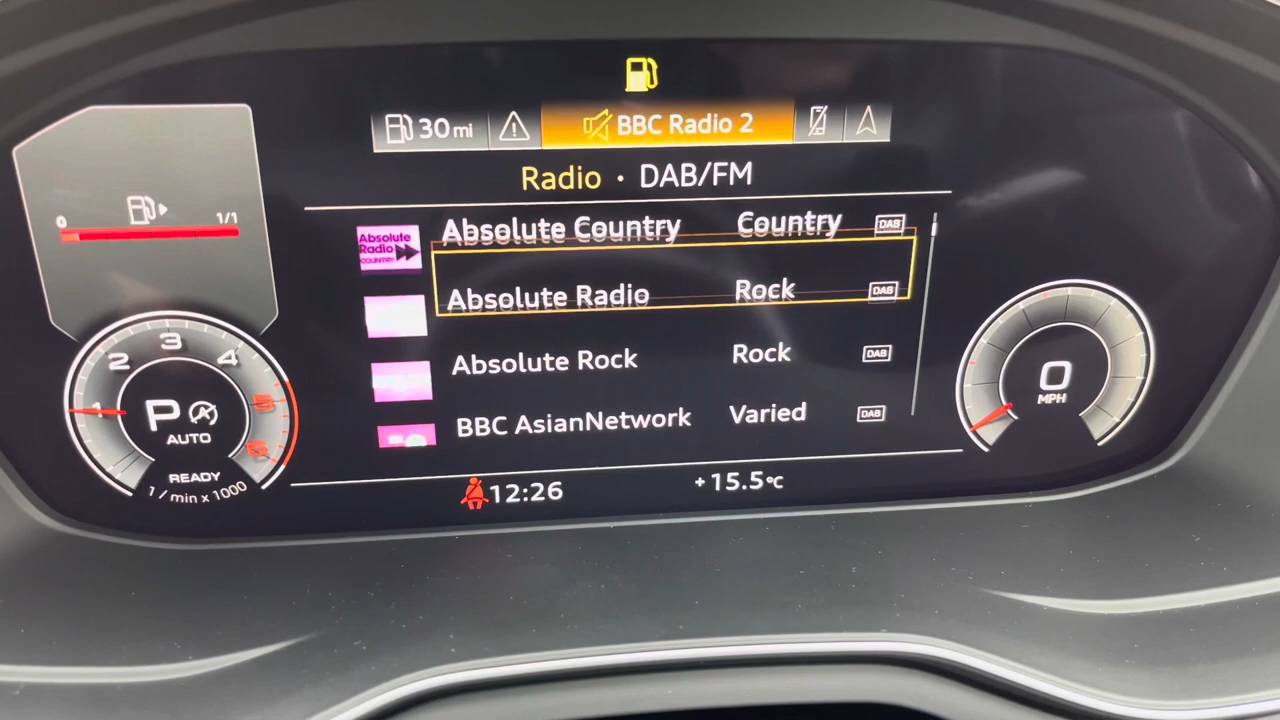 30 mi
BBC Radio 2
Radio · DAB/FM
0 1/1
Absolute Radio COUNTRY
Absolute Country Country DAB
Absolute Radio Rock DAB
Absolute Rock Rock DAB
BBC AsianNetwork Varied DAB
1 2 3 4 5 6
P A
AUTO
READY
1 / min x 1000
0
MPH
12:26 +15.5°C